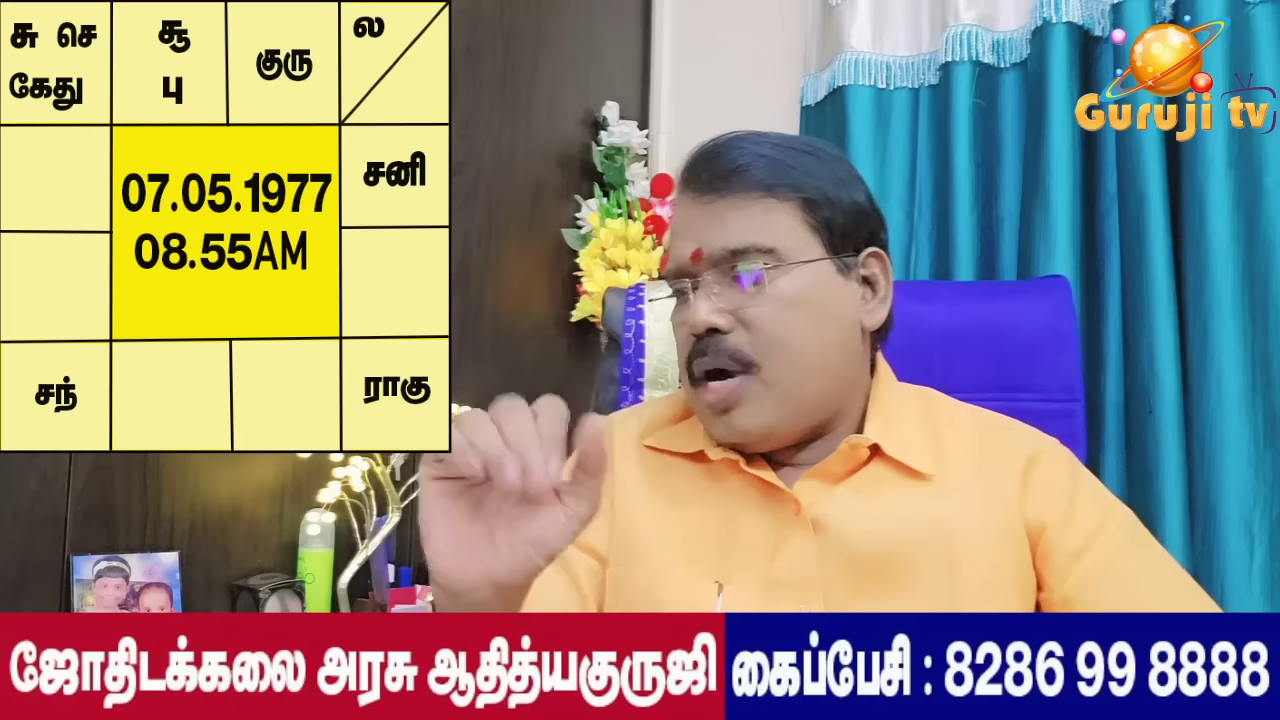 சு செ
கேது
சூ
பு
குரு
ல
சனி
07.05.1977
08.55AM
சந்
ராகு
Guruji tv
ஜோதிடக்கலை அரசு ஆதித்யகுருஜி
கைப்பேசி : 8286 99 8888